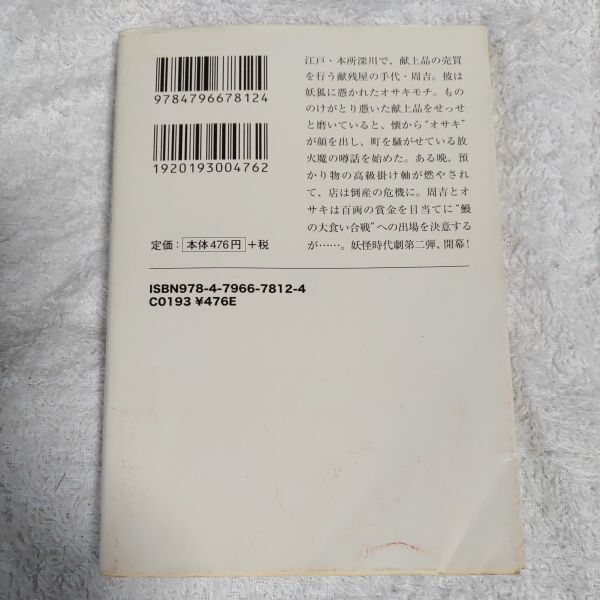 9784796678124
1920193004762
定価：本体476円+税
江戸・本所深川で、献上品の売買
を行う献残屋の手代・周吉。彼は
妖狐に憑かれたオサキモチ。もの
のけがとり憑いた献上品をせっせ
と磨いていると、懐から“オサキ”
が顔を出し、町を騒がせている放
火魔の噂話を始めた。ある晩、預
かり物の高級掛け軸が燃やされ
て、店は倒産の危機に。周吉とオ
サキは百両の賞金を目当てに“鰻
の大食い合戦”への出場を決意する
が……。妖怪時代劇第二弾、開幕！
ISBN978-4-7966-7812-4
C0193 ¥476E